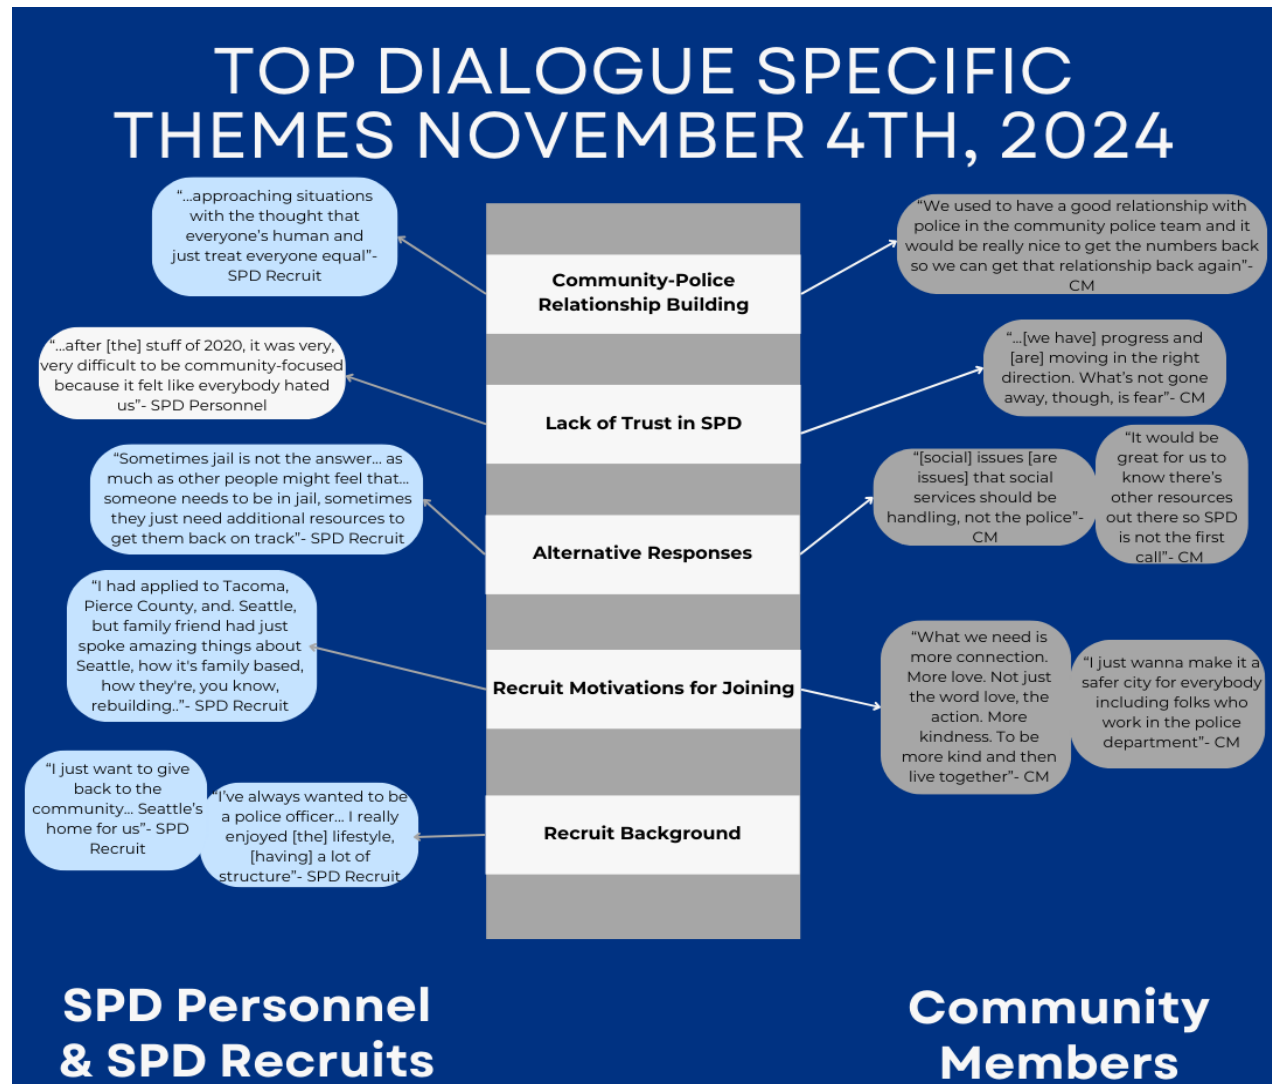 TOP DIALOGUE SPECIFIC
THEMES NOVEMBER 4TH, 2024
“...approaching situations
with the thought that
everyone’s human and
just treat everyone equal”-
SPD Recruit
“...after [the] stuff of 2020, it was very,
very difficult to be community-focused
because it felt like everybody hated
us”- SPD Personnel
“Sometimes jail is not the answer... as
much as other people might feel that...
someone needs to be in jail, sometimes
they just need additional resources to
get them back on track”- SPD Recruit
“I had applied to Tacoma,
Pierce County, and. Seattle,
but family friend had just
spoke amazing things about
Seattle, how it's family based,
how they're, you know,
rebuilding..”- SPD Recruit
“I just want to give
back to the
community... Seattle’s
home for us”- SPD
Recruit
“I’ve always wanted to be
a police officer... I really
enjoyed [the] lifestyle,
[having] a lot of
structure”- SPD Recruit
Community-Police
Relationship Building
Lack of Trust in SPD
Alternative Responses
Recruit Motivations for Joining
Recruit Background
“We used to have a good relationship with
police in the community police team and it
would be really nice to get the numbers back
so we can get that relationship back again”-
CM
“...[we have] progress and
[are] moving in the right
direction. What’s not gone
away, though, is fear”- CM
“[social] issues [are
issues] that social
services should be
handling, not the police”-
CM
“It would be
great for us to
know there’s
other resources
out there so SPD
is not the first
call”- CM
“What we need is
more connection.
More love. Not just
the word love, the
action. More
kindness. To be
more kind and then
live together”- CM
“I just wanna make it a
safer city for everybody
including folks who
work in the police
department”- CM
SPD Personnel
& SPD Recruits
Community
Members